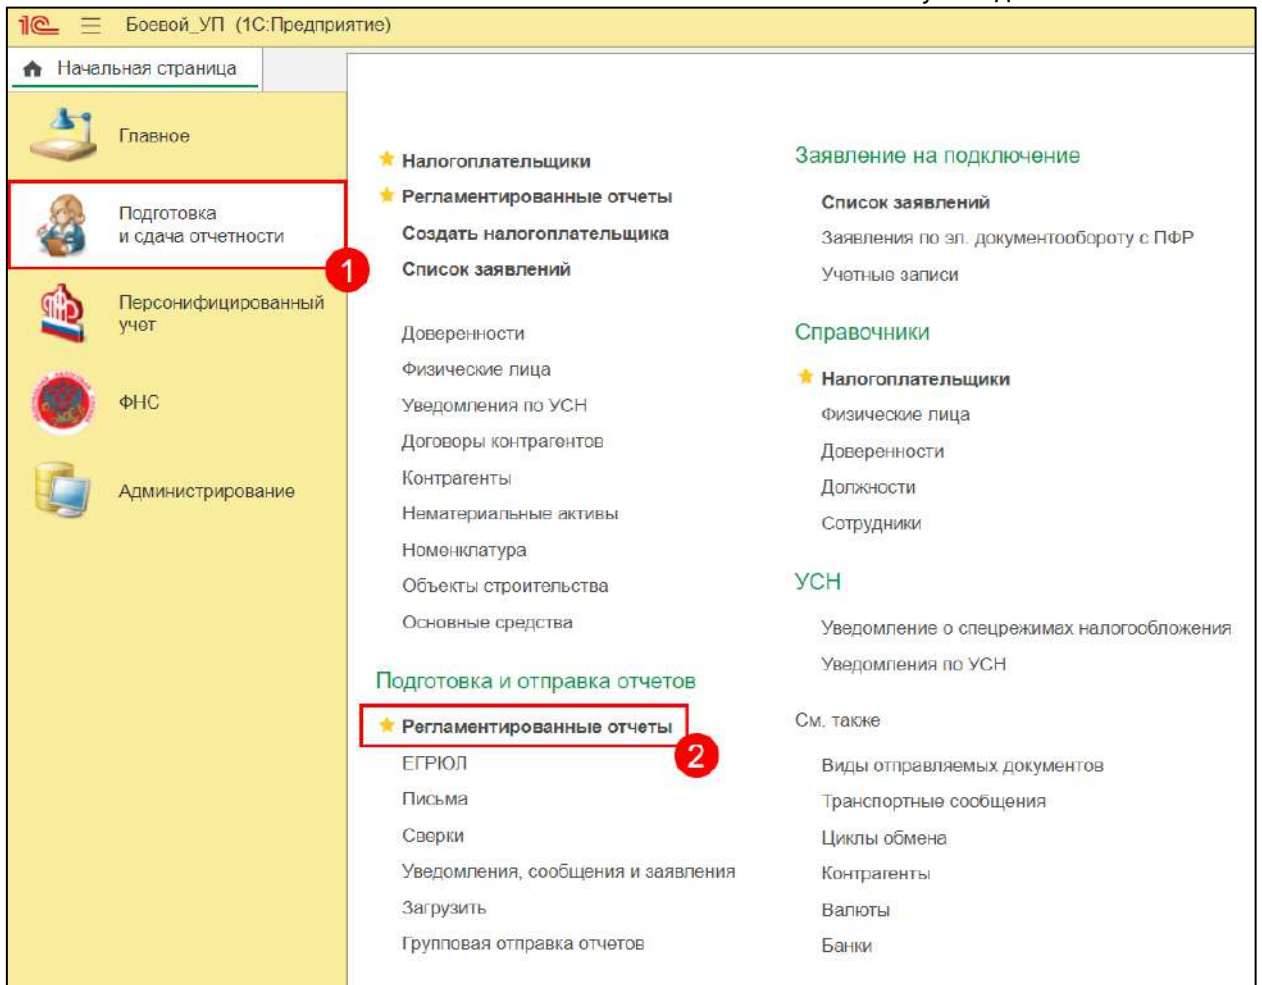 1С Боевой_УП (1С:Предприятие)
Начальная страница
Главное
Подготовка
и сдача отчетности
1
Персонифицированный
учет
ФНС
Администрирование
Налогоплательщики
Регламентированные отчеты
Создать налогоплательщика
Список заявлений
Доверенности
Физические лица
Уведомления по УСН
Договоры контрагентов
Контрагенты
Нематериальные активы
Номенклатура
Объекты строительства
Основные средства
Подготовка и отправка отчетов
Регламентированные отчеты
2
ЕГРЮЛ
Письма
Сверки
Уведомления, сообщения и заявления
Загрузить
Групповая отправка отчетов
Заявление на подключение
Список заявлений
Заявления по эл. документообороту с ПФР
Учетные записи
Справочники
Налогоплательщики
Физические лица
Доверенности
Должности
Сотрудники
УСН
Уведомление о спецрежимах налогообложения
Уведомления по УСН
См. также
Виды отправляемых документов
Транспортные сообщения
Циклы обмена
Контрагенты
Валюты
Банки